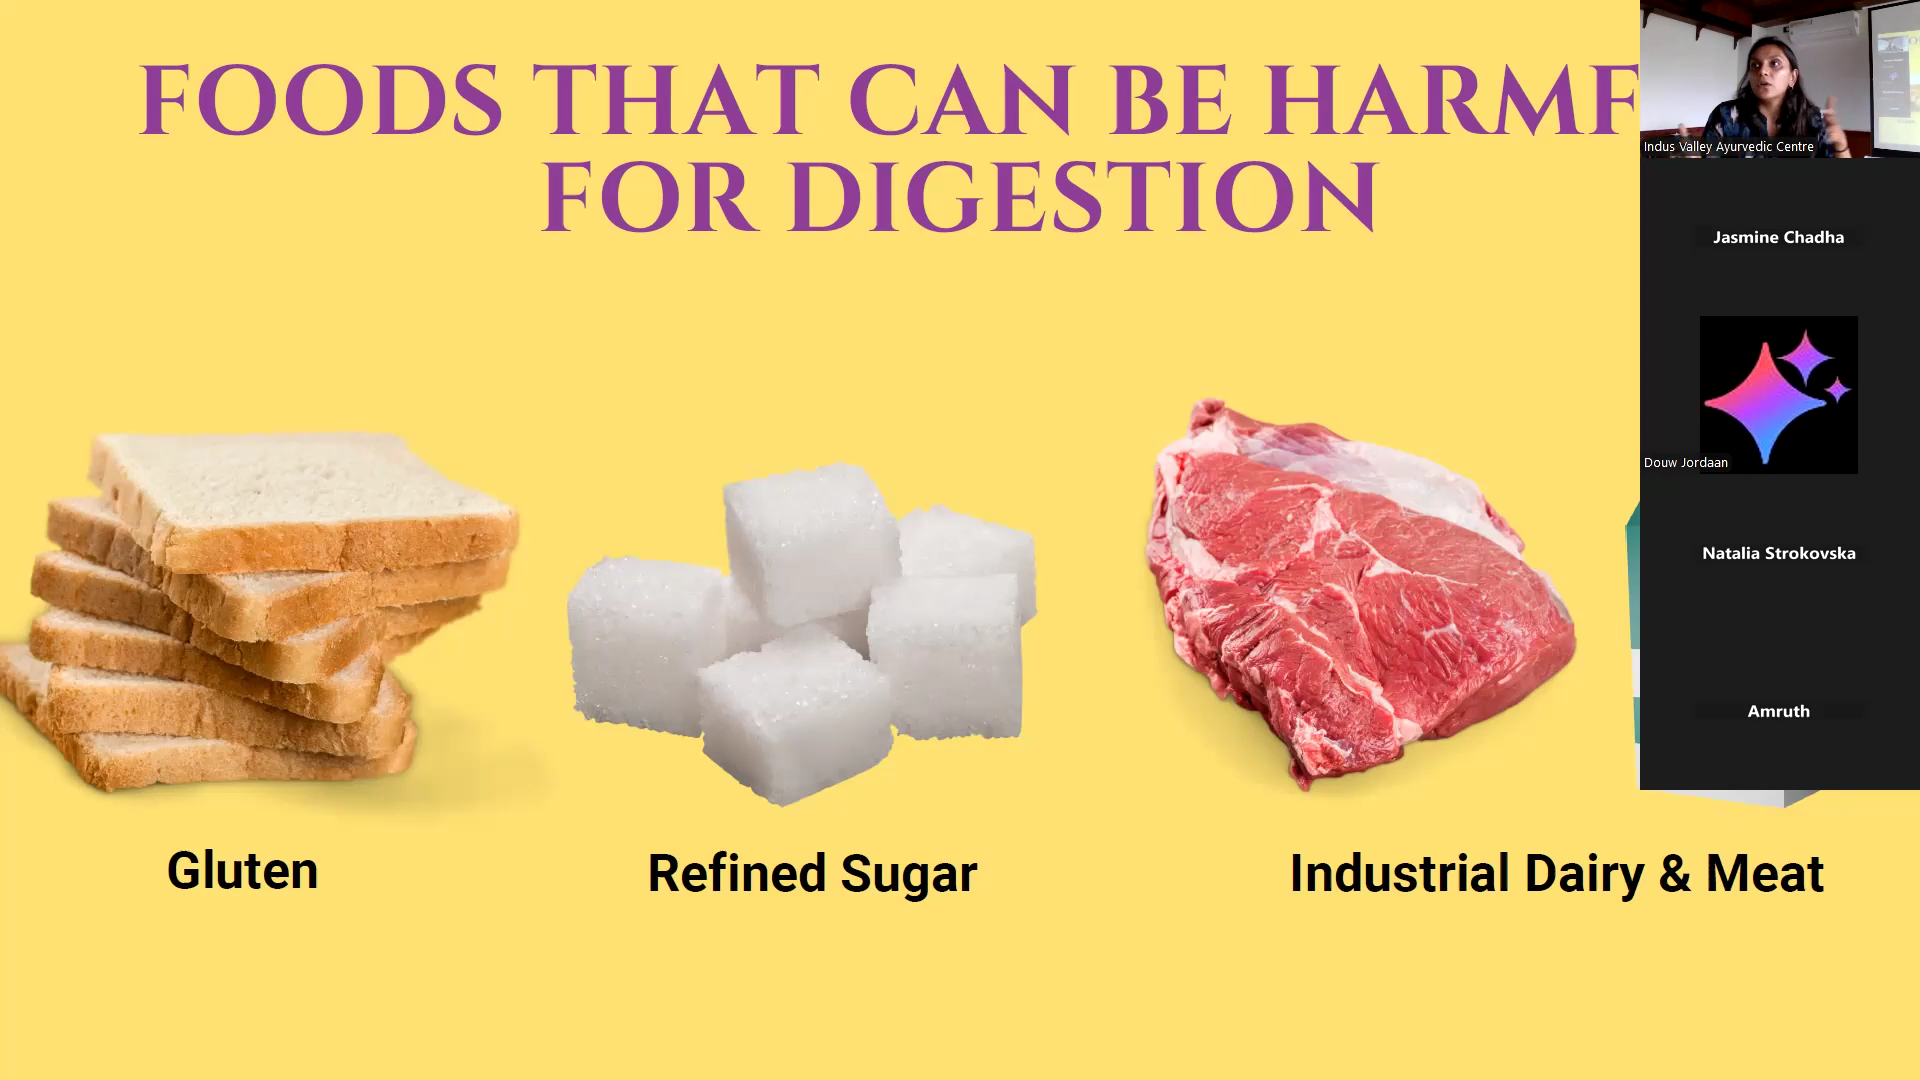 FOODS THAT CAN BE HARMF
FOR DIGESTION
Gluten
Refined Sugar
Industrial Dairy & Meat
Indus Valley Ayurvedic Centre
Jasmine Chadha
Douw Jordaan
Natalia Strokovska
Amruth